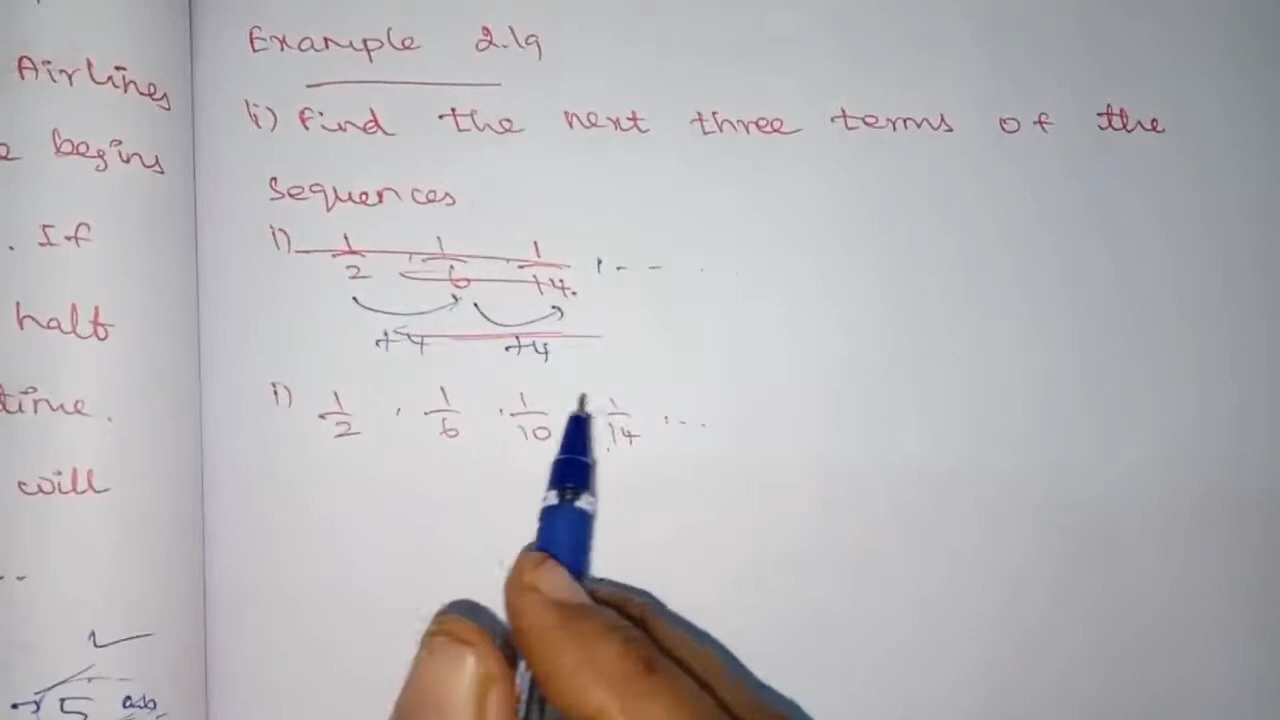 Airlines
begins
. If
half
time.
will
5
Example 2.19
(i) Find the next three terms of the
Sequences
i) 1/2 , 1/6 , 1/14 . . . .
+4 +4
i) 1/2 , 1/6 , 1/10 , 1/14 , ...